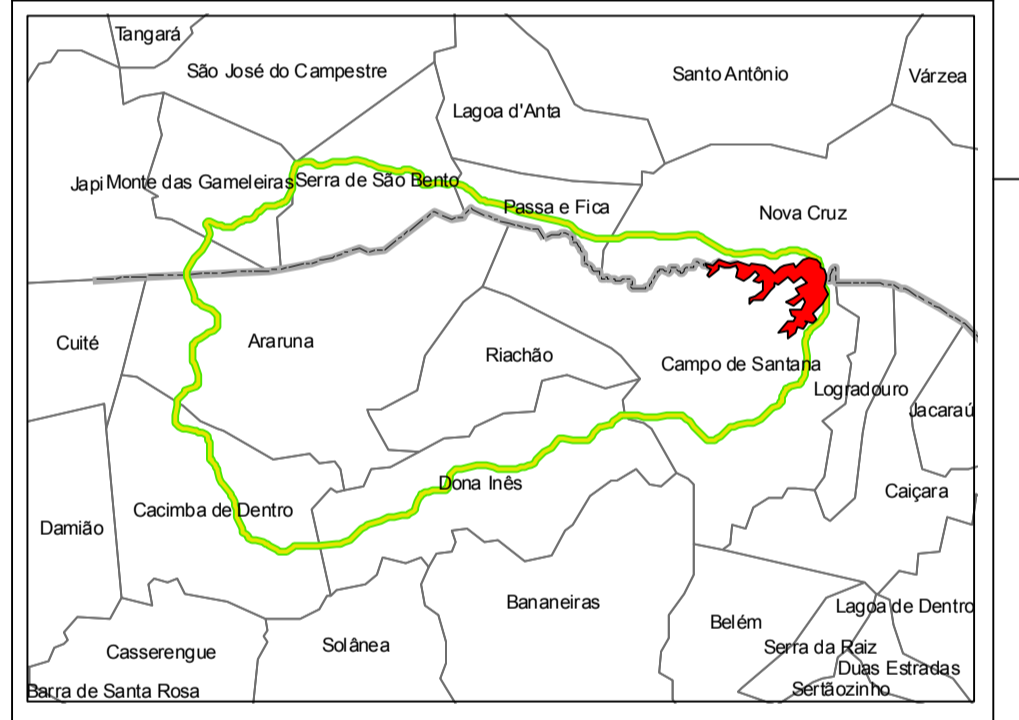 Tangará
São José do Campestre
Santo Antônio
Várzea
Lagoa d'Anta
Japi
Monte das Gameleiras
Serra de São Bento
Passa e Fica
Nova Cruz
Cuité
Araruna
Riachão
Campo de Santana
Logradouro
Jacaraú
Dona Inês
Caiçara
Cacimba de Dentro
Damião
Bananeiras
Lagoa de Dentro
Belém
Solânea
Serra da Raiz
Casserengue
Duas Estradas
Barra de Santa Rosa
Sertãozinho